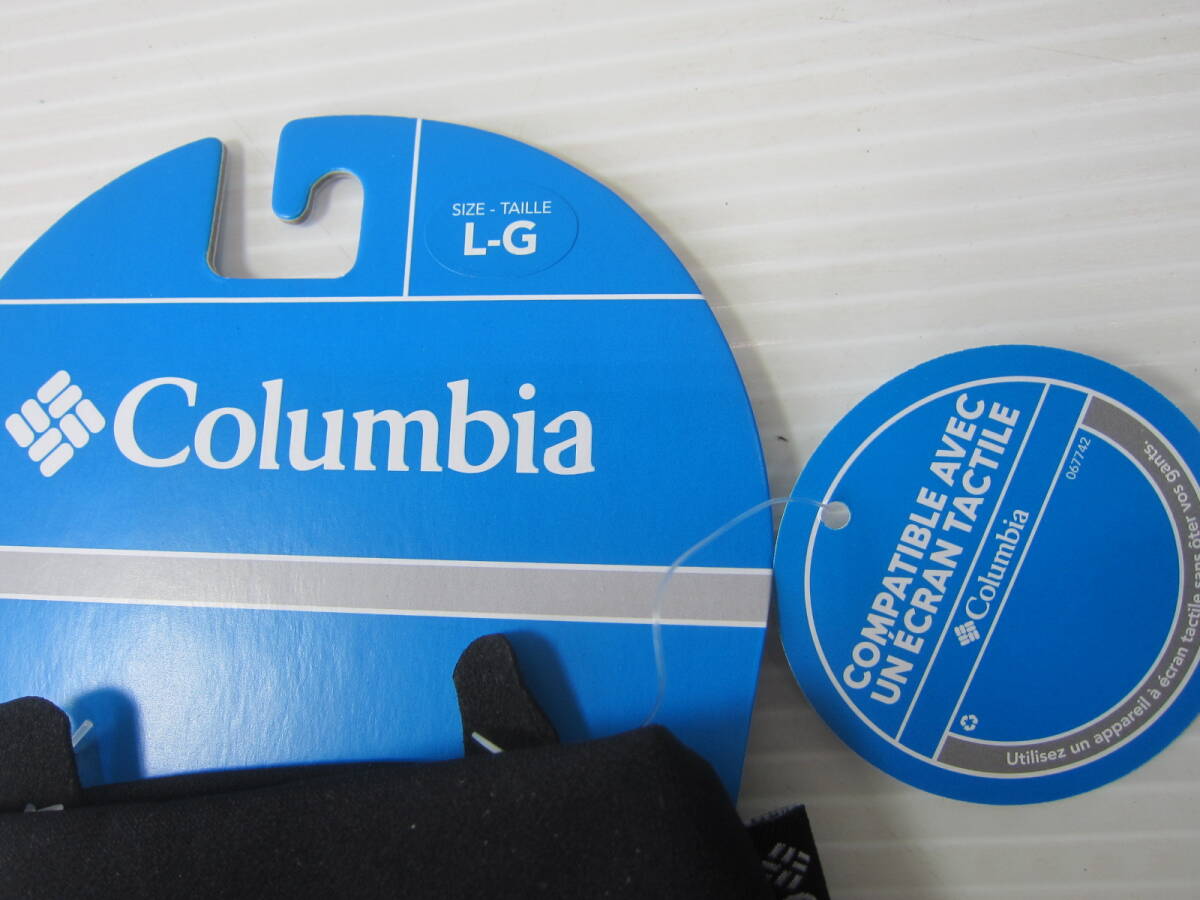 SIZE - TAILLE
L-G
Columbia
COMPATIBLE AVEC
UN ÉCRAN TACTILE
Columbia
067742
Utilisez un appareil à écran tactile sans ôter vos gants.